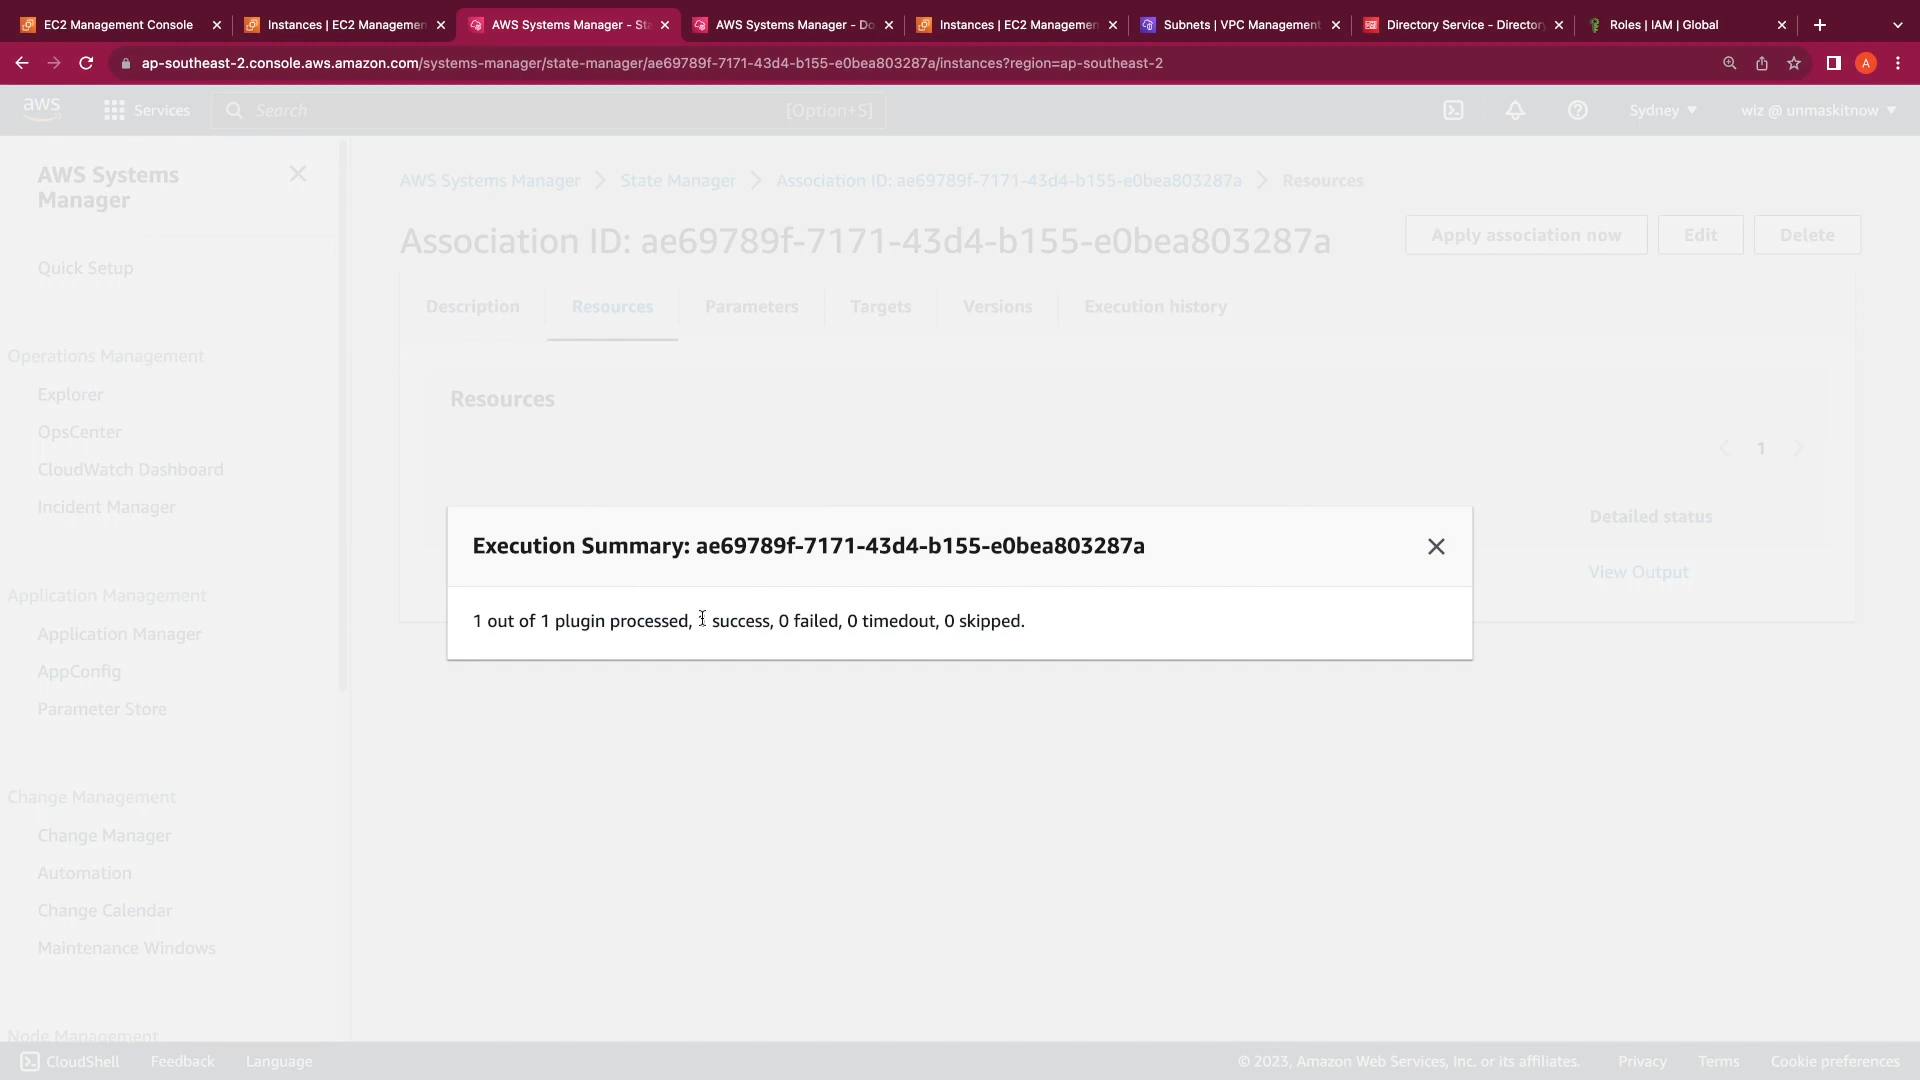 EC2 Management Console
Instances | EC2 Managemen
AWS Systems Manager - Sta
AWS Systems Manager - Do
Instances | EC2 Managemen
Subnets | VPC Management
Directory Service - Director
Roles | IAM | Global
ap-southeast-2.console.aws.amazon.com/systems-manager/state-manager/ae69789f-7171-43d4-b155-e0bea803287a/instances?region=ap-southeast-2
A
aws
Services
Search
[Option+S]
Sydney
wiz @ unmaskitnow
AWS Systems
Manager
Quick Setup
Operations Management
Explorer
OpsCenter
CloudWatch Dashboard
Incident Manager
Application Management
Application Manager
AppConfig
Parameter Store
Change Management
Change Manager
Automation
Change Calendar
Maintenance Windows
Node Management
AWS Systems Manager
State Manager
Association ID: ae69789f-7171-43d4-b155-e0bea803287a
Resources
Association ID: ae69789f-7171-43d4-b155-e0bea803287a
Apply association now
Edit
Delete
Description
Resources
Parameters
Targets
Versions
Execution history
Resources
1
Detailed status
View Output
Execution Summary: ae69789f-7171-43d4-b155-e0bea803287a
1 out of 1 plugin processed, 1 success, 0 failed, 0 timedout, 0 skipped.
CloudShell
Feedback
Language
© 2023, Amazon Web Services, Inc. or its affiliates.
Privacy
Terms
Cookie preferences